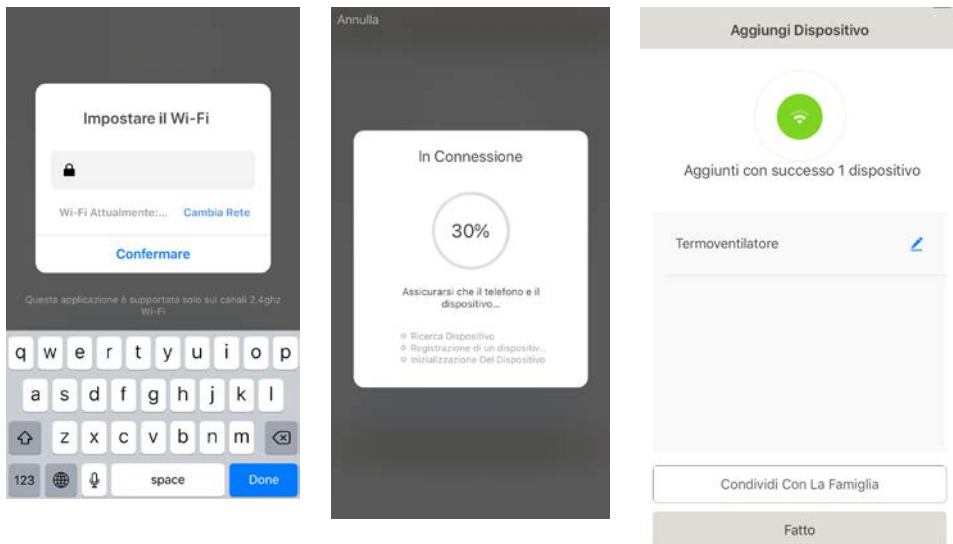 Impostare il Wi-Fi
Wi-Fi Attualmente:... Cambia Rete
Confermare
Questa applicazione è supportata solo sui canali 2.4ghz
Wi-Fi
q w e r t y u i o p
a s d f g h j k l
z x c v b n m
123 space Done
Annulla
In Connessione
30%
Assicurarsi che il telefono e il
dispositivo...
Ricerca Dispositivo
Registrazione di un dispositiv...
Inizializzazione Del Dispositivo
Aggiungi Dispositivo
Aggiunti con successo 1 dispositivo
Termoventilatore
Condividi Con La Famiglia
Fatto